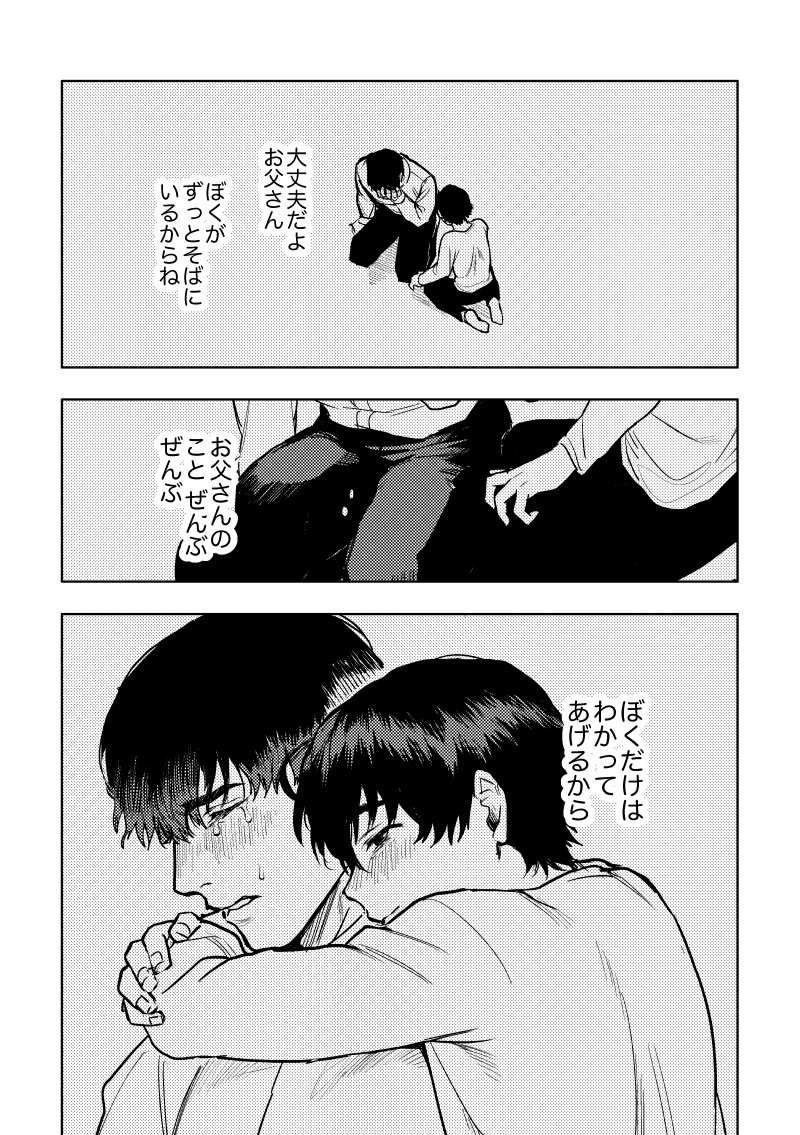 大丈夫だよ
お父さん
ぼくが
ずっとそばに
いるからね
お父さんの
こと ぜんぶ
ぜんぶ
ぼくだけは
わかって
あげるから